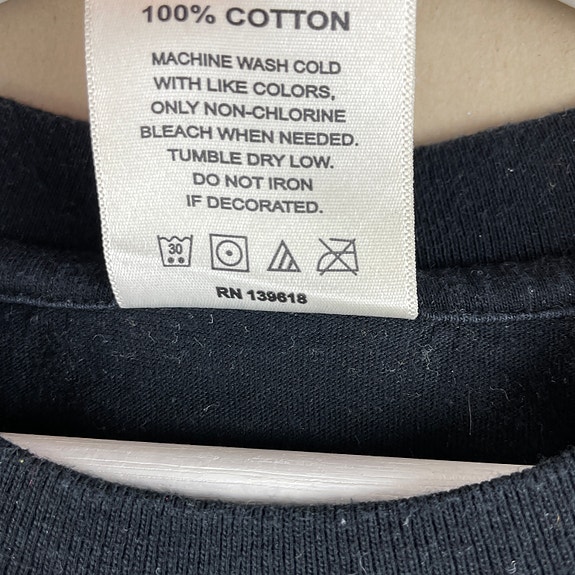 100% COTTON
MACHINE WASH COLD
WITH LIKE COLORS,
ONLY NON-CHLORINE
BLEACH WHEN NEEDED.
TUMBLE DRY LOW.
DO NOT IRON
IF DECORATED.
30
RN 139618